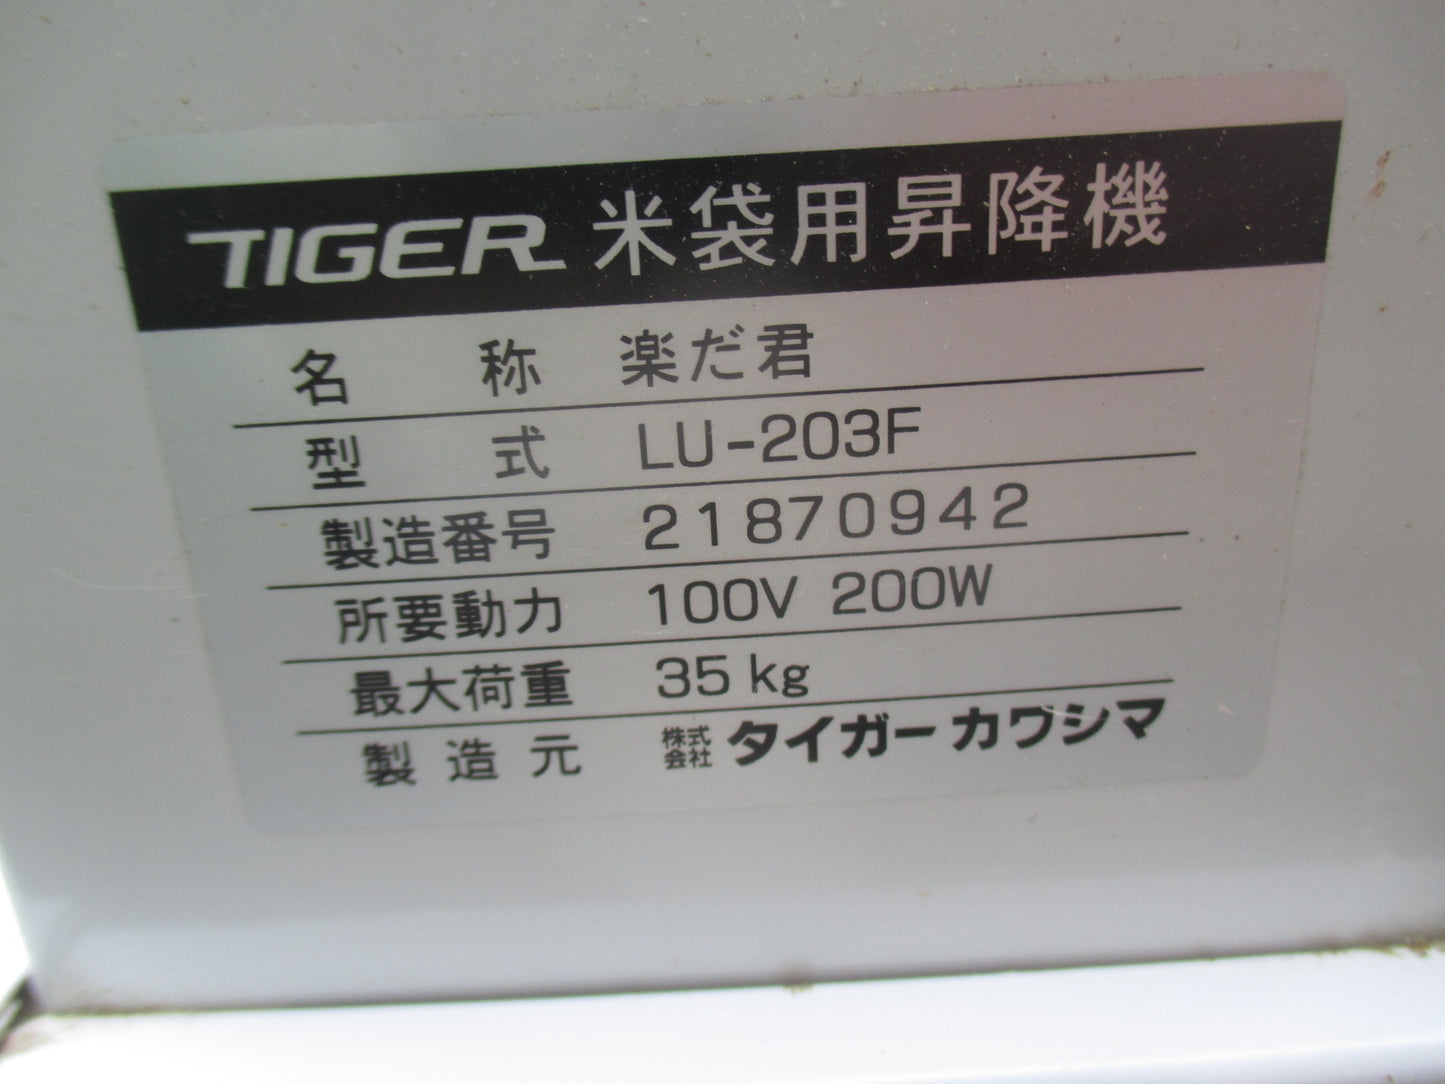 TIGER 米袋用昇降機
名称 楽だ君
型式 LU-203F
製造番号 21870942
所要動力 100V 200W
最大荷重 35kg
製造元 株式会社 タイガーカワシマ